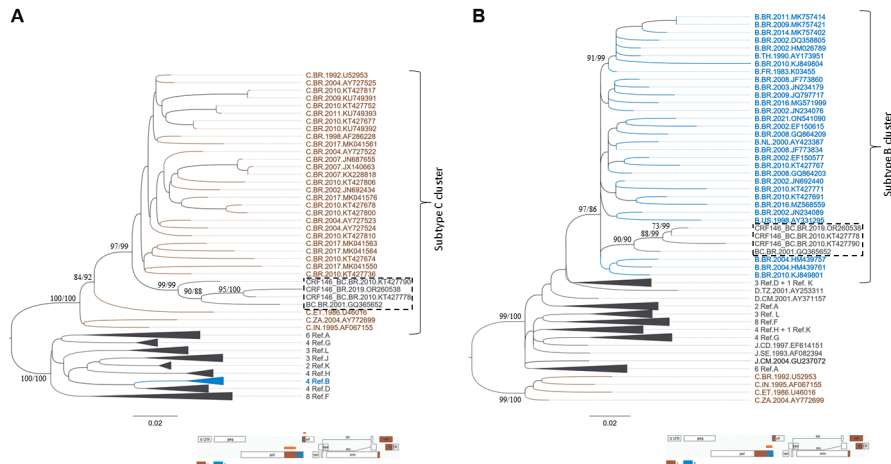 A
C.BR.1992.U52953
C.BR.2004.AY727525
C.BR.2010.KT427817
C.BR.2009.KU749391
C.BR.2010.KT427752
C.BR.2011.KU749393
C.BR.2010.KT427677
C.BR.2010.KU749392
C.BR.1998.AF286228
C.BR.2017.MK041561
C.BR.2004.AY727522
C.BR.2007.JN687655
C.BR.2007.JX140663
C.BR.2007.KX228818
C.BR.2010.KT427806
C.BR.2002.JN692434
C.BR.2017.MK041576
C.BR.2010.KT427678
C.BR.2010.KT427800
C.BR.2004.AY727523
C.BR.2004.AY727524
C.BR.2010.KT427810
C.BR.2017.MK041563
C.BR.2017.MK041564
C.BR.2010.KT427674
C.BR.2017.MK041550
C.BR.2010.KT427736
CRF146_BC.BR.2010.KT427790
CRF146_BR.2019.OR260538
CRF146_BC.BR.2010.KT427778
BC.BR.2001.GQ365652
C.ET.1986.U46016
C.ZA.2004.AY772699
C.IN.1995.AF067155
6 Ref.A
4 Ref.G
3 Ref.L
3 Ref.J
2 Ref.K
4 Ref.H
4 Ref.B
4 Ref.D
8 Ref.F
97/99
84/92
99/99
90/88
95/100
100/100
100/100
Subtype C cluster
0.02
B
B.BR.2011.MK757414
B.BR.2009.MK757421
B.BR.2014.MK757402
B.BR.2002.DQ358805
B.BR.2002.HM026789
B.TH.1990.AY173951
B.BR.2010.KJ849804
B.FR.1983.K03455
B.BR.2008.JF773860
B.BR.2003.JN234179
B.BR.2009.JQ797717
B.BR.2016.MG571999
B.BR.2002.JN234076
B.BR.2021.ON541090
B.BR.2002.EF150615
B.BR.2008.GQ864209
B.NL.2000.AY423387
B.BR.2008.JF773834
B.BR.2002.EF150577
B.BR.2010.KT427767
B.BR.2008.GQ864203
B.BR.2002.JN692440
B.BR.2010.KT427771
B.BR.2010.KT427691
B.BR.2016.MZ568559
B.BR.2002.JN234089
B.US.1998.AY331295
CRF146_BC.BR.2019.OR260538
CRF146_BC.BR.2010.KT427778
CRF146_BC.BR.2010.KT427790
BC.BR.2001.GQ365652
B.BR.2004.HM439757
B.BR.2004.HM439761
B.BR.2010.KJ849801
3 Ref.D + 1 Ref. K
D.TZ.2001.AY253311
D.CM.2001.AY371157
2 Ref.A
3 Ref. L
8 Ref.F
4 Ref.H + 1 Ref.K
4 Ref.G
J.CD.1997.EF614151
J.SE.1993.AF082394
J.CM.2004.GU237072
6 Ref.A
C.BR.1992.U52953
C.IN.1995.AF067155
C.ET.1986.U46016
C.ZA.2004.AY772699
91/99
97/86
73/99
88/99
90/90
99/100
99/100
Subtype B cluster
0.02